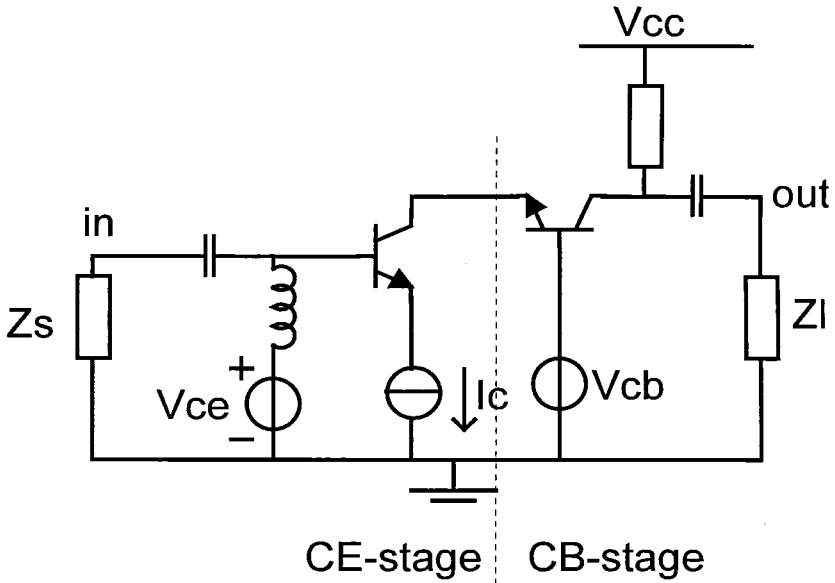 Vcc
in
out
Zs
Zl
+
Vce
−
Ic
Vcb
CE-stage
CB-stage